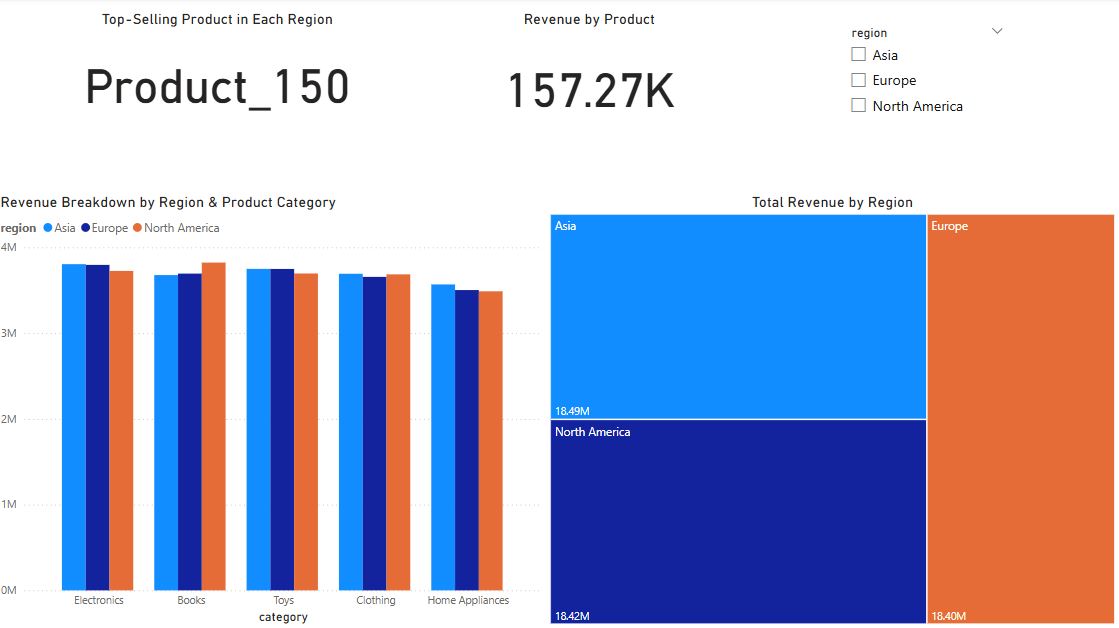 Top-Selling Product in Each Region
Product_150
Revenue by Product
157.27K
region
Asia
Europe
North America
Revenue Breakdown by Region & Product Category
region Asia Europe North America
4M
3M
2M
1M
0M
Electronics Books Toys Clothing Home Appliances
category
Total Revenue by Region
Asia
18.49M
North America
18.42M
Europe
18.40M